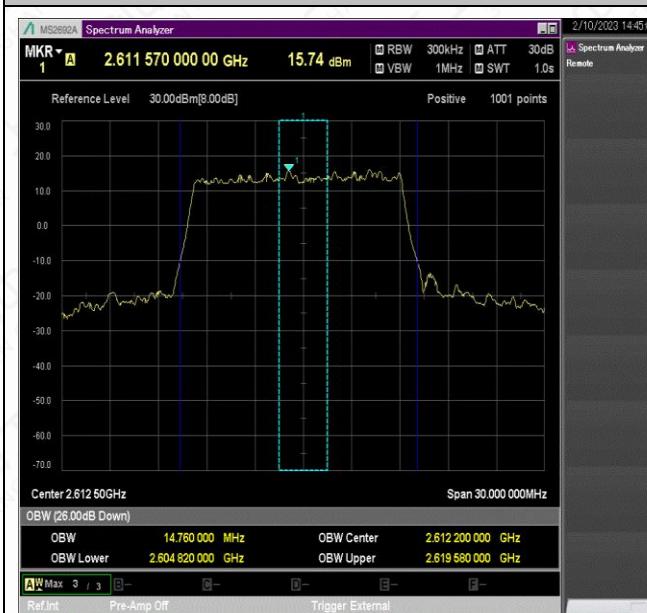 MS2692A Spectrum Analyzer 2/10/2023 14:45:
MKR 1 A 2.611 570 000 00 GHz 15.74 dBm
M RBW 300kHz M ATT 30dB
M VBW 1MHz M SWT 1.0s
Spectrum Analyzer
Remote
Reference Level 30.00dBm[8.00dB] Positive 1001 points
30.0
20.0
10.0
0.0
-10.0
-20.0
-30.0
-40.0
-50.0
-60.0
-70.0
1
1
1
Center 2.612 50GHz Span 30.000 000MHz
OBW (26.00dB Down)
OBW 14.760 000 MHz OBW Center 2.612 200 000 GHz
OBW Lower 2.604 820 000 GHz OBW Upper 2.619 580 000 GHz
A W Max 3 / 3 B- C- D- E- F-
Ref.Int Pre-Amp Off Trigger External